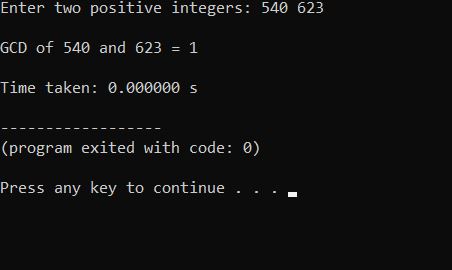 Enter two positive integers: 540 623
GCD of 540 and 623 = 1
Time taken: 0.000000 s
------------------
(program exited with code: 0)
Press any key to continue . . .